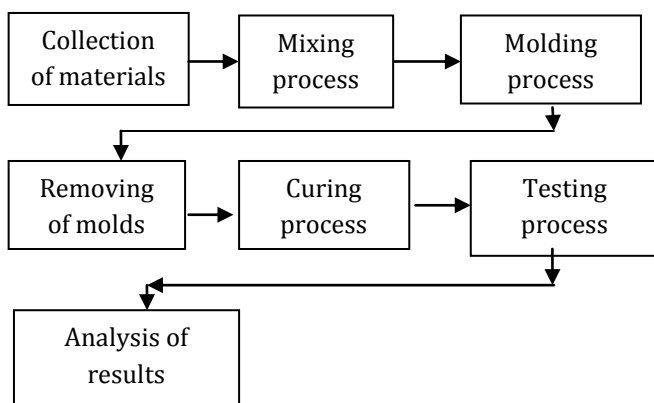 Collection
of materials
Mixing
process
Molding
process
Removing
of molds
Curing
process
Testing
process
Analysis of
results